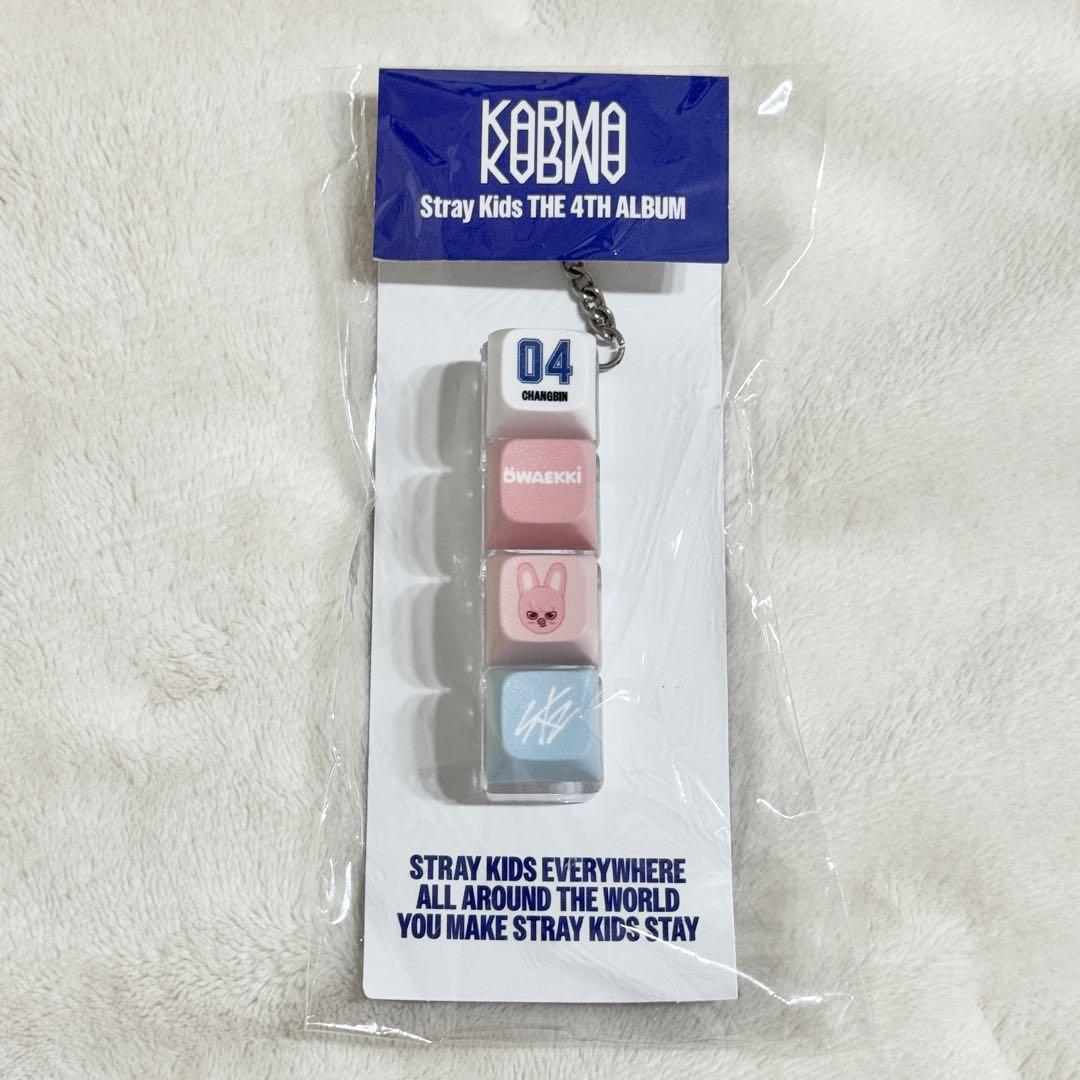 KARMA
Stray Kids THE 4TH ALBUM
04
CHANGBIN
DWAEKKI
SKZ
STRAY KIDS EVERYWHERE
ALL AROUND THE WORLD
YOU MAKE STRAY KIDS STAY